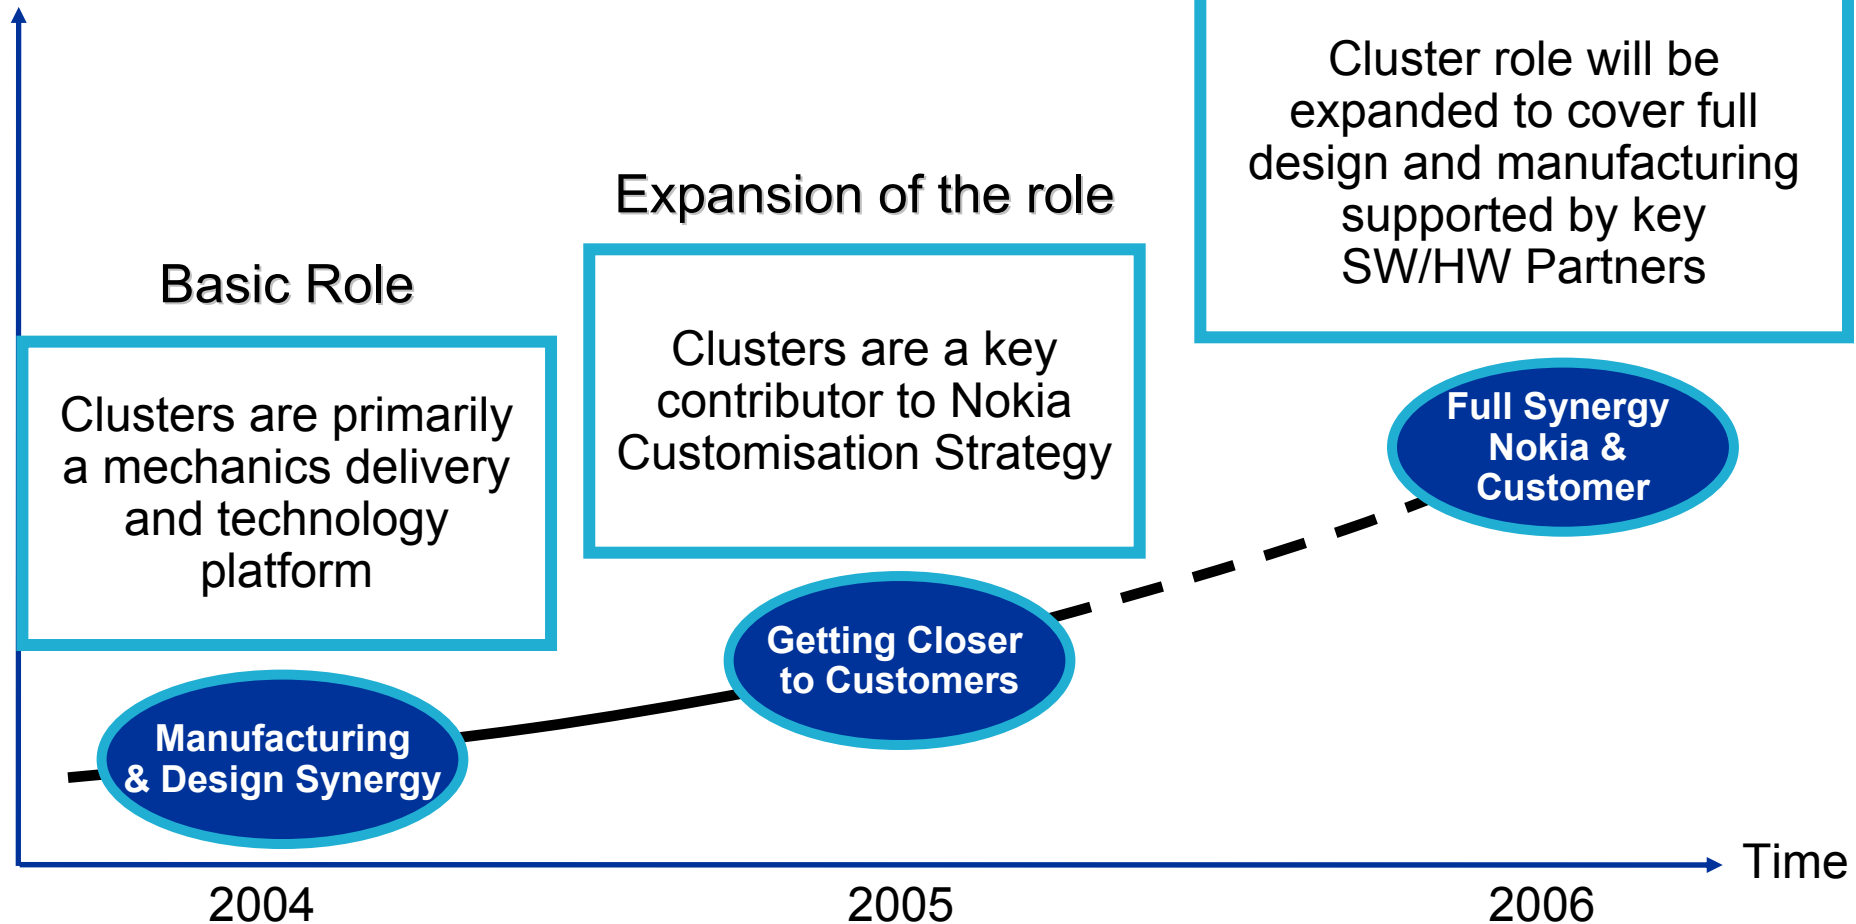 Basic Role
Clusters are primarily
a mechanics delivery
and technology
platform
Manufacturing
& Design Synergy
2004
Expansion of the role
Clusters are a key
contributor to Nokia
Customisation Strategy
Getting Closer
to Customers
2005
Cluster role will be
expanded to cover full
design and manufacturing
supported by key
SW/HW Partners
Full Synergy
Nokia &
Customer
2006
Time